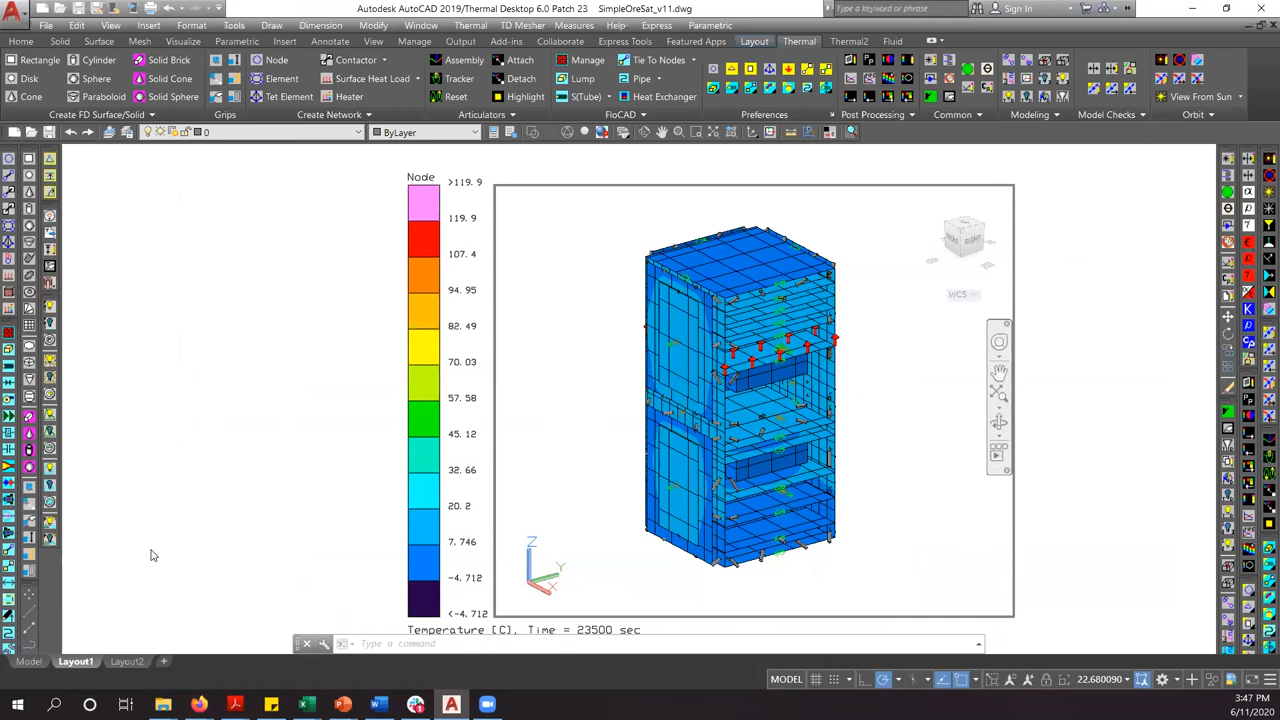 Autodesk AutoCAD 2019/Thermal Desktop 6.0 Patch 23 SimpleOreSat_v11.dwg
Type a keyword or phrase
Sign In
File Edit View Insert Format Tools Draw Dimension Modify Window Thermal TD Mesher Measures Help Express Parametric
Home Solid Surface Mesh Visualize Parametric Insert Annotate View Manage Output Add-ins Collaborate Express Tools Featured Apps Layout Thermal Thermal2 Fluid
Rectangle Cylinder Solid Brick Node Contactor Assembly Attach Manage Tie To Nodes
Disk Sphere Solid Cone Element Surface Heat Load Tracker Detach Lump Pipe
Cone Paraboloid Solid Sphere Tet Element Heater Reset Highlight S(Tube) Heat Exchanger View From Sun
Create FD Surface/Solid Grips Create Network Articulators FloCAD Preferences Post Processing Common Modeling Model Checks Orbit
0 ByLayer
Node
>119.9
119.9
107.4
94.95
82.49
70.03
57.58
45.12
32.66
20.2
7.746
-4.712
<-4.712
RIGHT
WCS
Z
Y
X
Temperature [C], Time = 23500 sec
Type a command
Model Layout1 Layout2
MODEL 22.680090
3:47 PM
6/11/2020